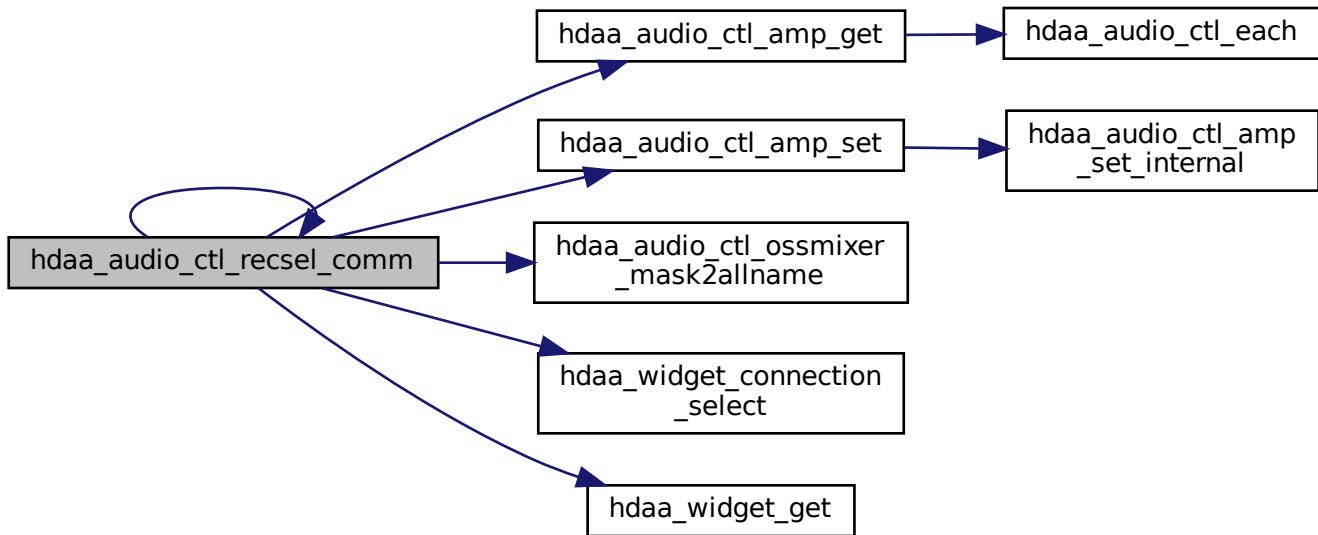 hdaa_audio_ctl_amp_get
hdaa_audio_ctl_each
hdaa_audio_ctl_amp_set
hdaa_audio_ctl_amp
_set_internal
hdaa_audio_ctl_recsel_comm
hdaa_audio_ctl_ossmixer
_mask2allname
hdaa_widget_connection
_select
hdaa_widget_get